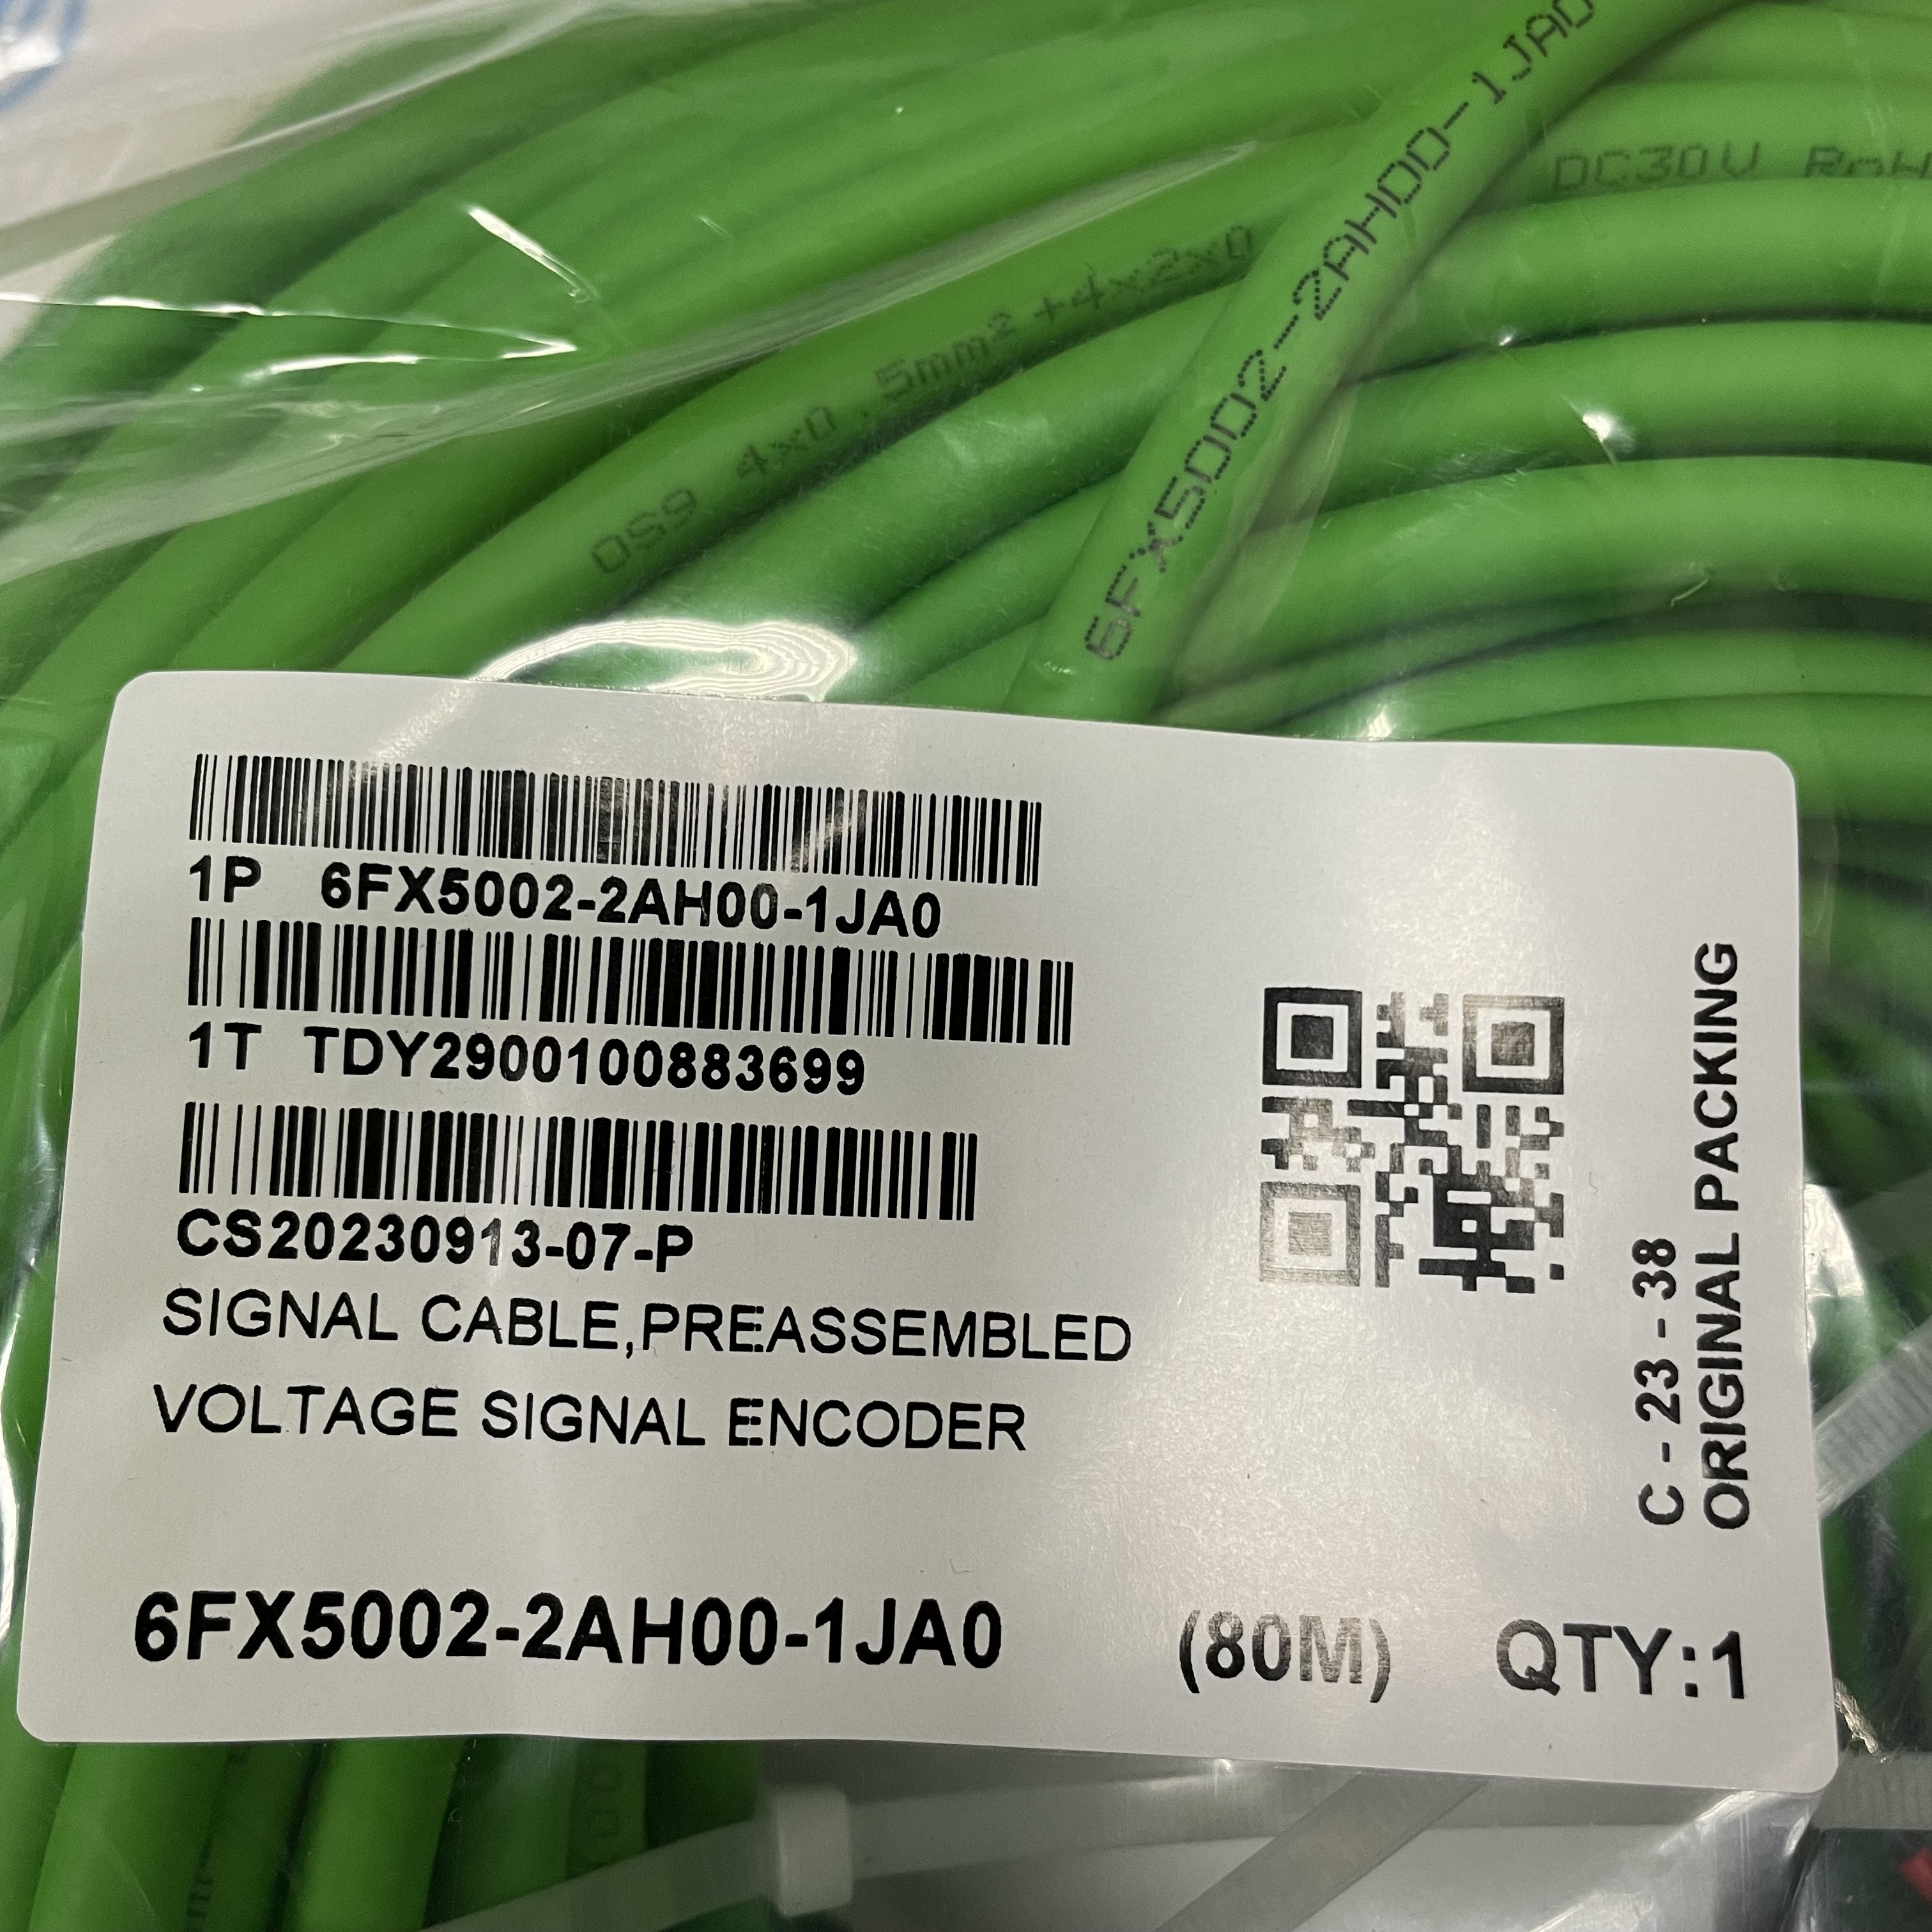 6FX5002-2AH00-1JA0
DC30V RoH
DS9 4x0.5mm²+4x2x0
1P 6FX5002-2AH00-1JA0
1T TDY2900100883699
CS20230913-07-P
SIGNAL CABLE,PREASSEMBLED
VOLTAGE SIGNAL ENCODER
C - 23 - 38
ORIGINAL PACKING
6FX5002-2AH00-1JA0 (80M) QTY:1